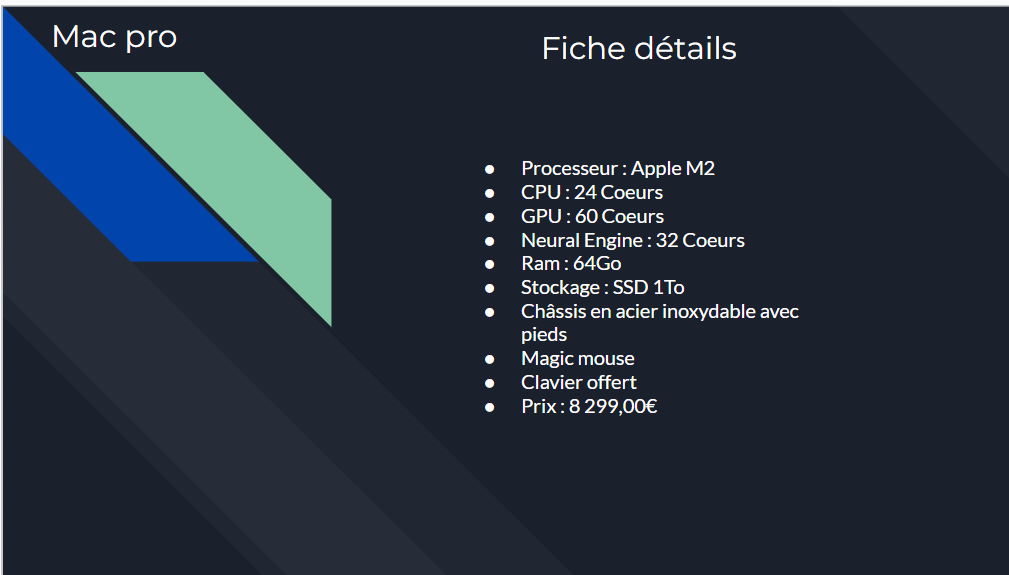 Mac pro
Fiche détails
● Processeur : Apple M2
● CPU : 24 Coeurs
● GPU : 60 Coeurs
● Neural Engine : 32 Coeurs
● Ram : 64Go
● Stockage : SSD 1To
● Châssis en acier inoxydable avec
pieds
● Magic mouse
● Clavier offert
● Prix : 8 299,00€